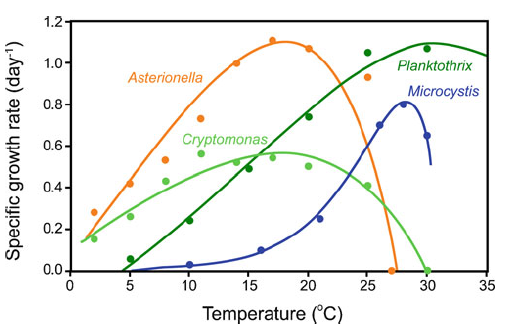 Specific growth rate (day⁻¹)
1.2
1.0
0.8
0.6
0.4
0.2
0.0
Asterionella
Planktothrix
Microcystis
Cryptomonas
0 5 10 15 20 25 30 35
Temperature (°C)